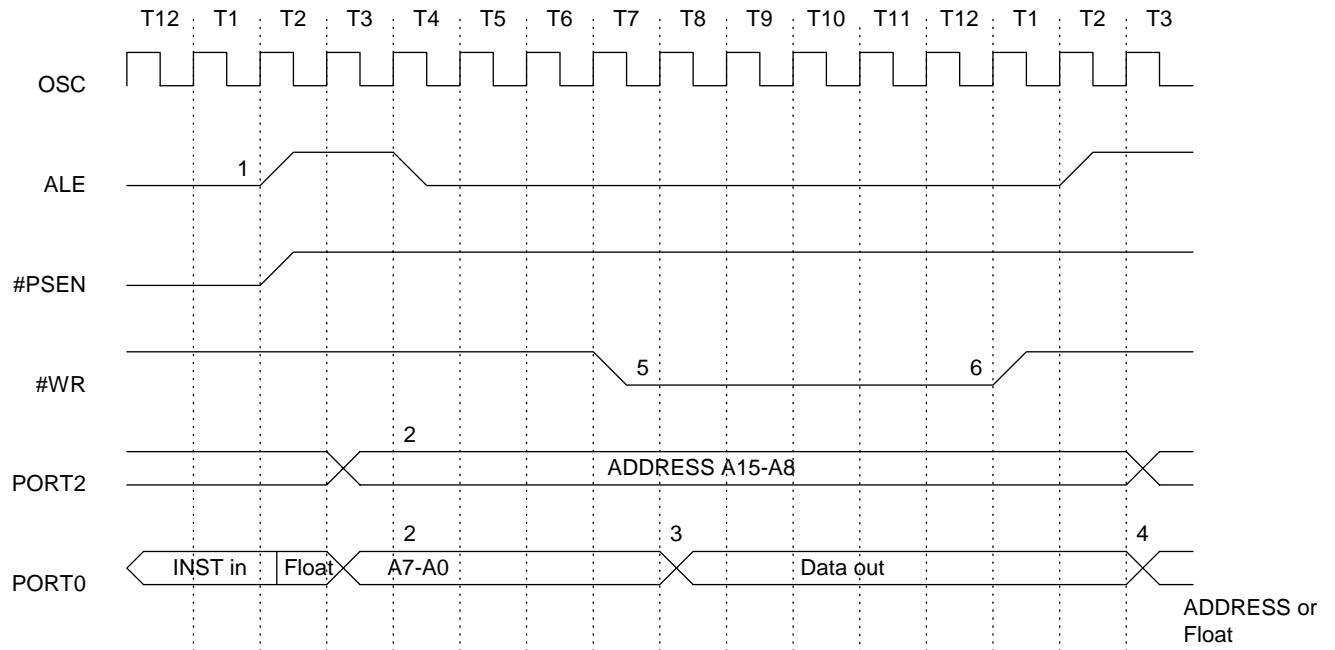 T12 T1 T2 T3 T4 T5 T6 T7 T8 T9 T10 T11 T12 T1 T2 T3
OSC
1
ALE
#PSEN
5 6
#WR
2
ADDRESS A15-A8
PORT2
2 3 4
INST in Float A7-A0 Data out
PORT0
ADDRESS or
Float